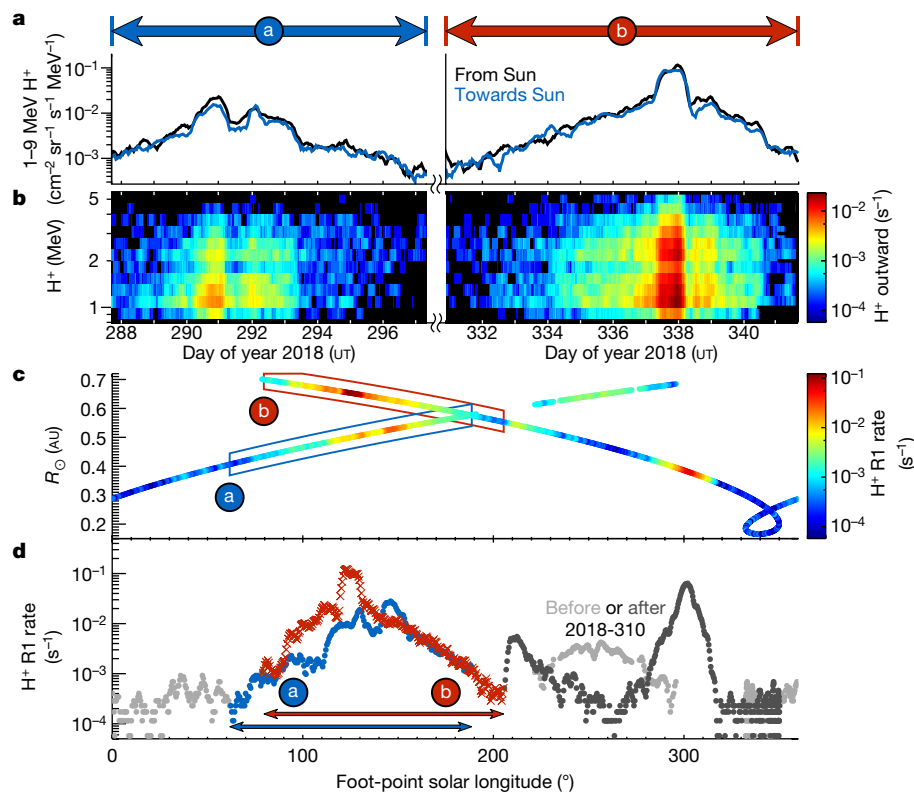 a
a
b
1–9 MeV H⁺
(cm⁻² sr⁻¹ s⁻¹ MeV⁻¹)
10⁻¹
10⁻²
10⁻³
From Sun
Towards Sun
b
H⁺ (MeV)
5
2
1
288 290 292 294 296
332 334 336 338 340
Day of year 2018 (UT)
Day of year 2018 (UT)
10⁻²
10⁻³
10⁻⁴
H⁺ outward (s⁻¹)
c
R☉ (AU)
0.7
0.6
0.5
0.4
0.3
0.2
b
a
10⁻¹
10⁻²
10⁻³
10⁻⁴
H⁺ R1 rate
(s⁻¹)
d
H⁺ R1 rate
(s⁻¹)
10⁻¹
10⁻²
10⁻³
10⁻⁴
Before or after
2018-310
a
b
0 100 200 300
Foot-point solar longitude (°)